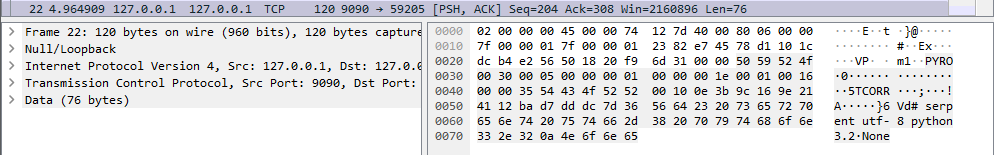 22 4.964909 127.0.0.1 127.0.0.1 TCP 120 9090 → 59205 [PSH, ACK] Seq=204 Ack=308 Win=2160896 Len=76
Frame 22: 120 bytes on wire (960 bits), 120 bytes capture
Null/Loopback
Internet Protocol Version 4, Src: 127.0.0.1, Dst: 127.0.
Transmission Control Protocol, Src Port: 9090, Dst Port:
Data (76 bytes)
0000 02 00 00 00 45 00 00 74 12 7d 40 00 80 06 00 00 ····E··t ·}@·····
0010 7f 00 00 01 7f 00 00 01 23 82 e7 45 78 d1 10 1c ········ #··Ex···
0020 dc b4 e2 56 50 18 20 f9 6d 31 00 00 50 59 52 4f ···VP· · m1··PYRO
0030 00 30 00 05 00 00 00 01 00 00 00 1e 00 01 00 16 ·0······ ········
0040 00 00 35 54 43 4f 52 52 00 10 0e 3b 9c 16 9e 21 ··5TCORR ···;···!
0050 41 12 ba d7 dd dc 7d 36 56 64 23 20 73 65 72 70 A·····}6 Vd# serp
0060 65 6e 74 20 75 74 66 2d 38 20 70 79 74 68 6f 6e ent utf- 8 python
0070 33 2e 32 0a 4e 6f 6e 65 3.2·None